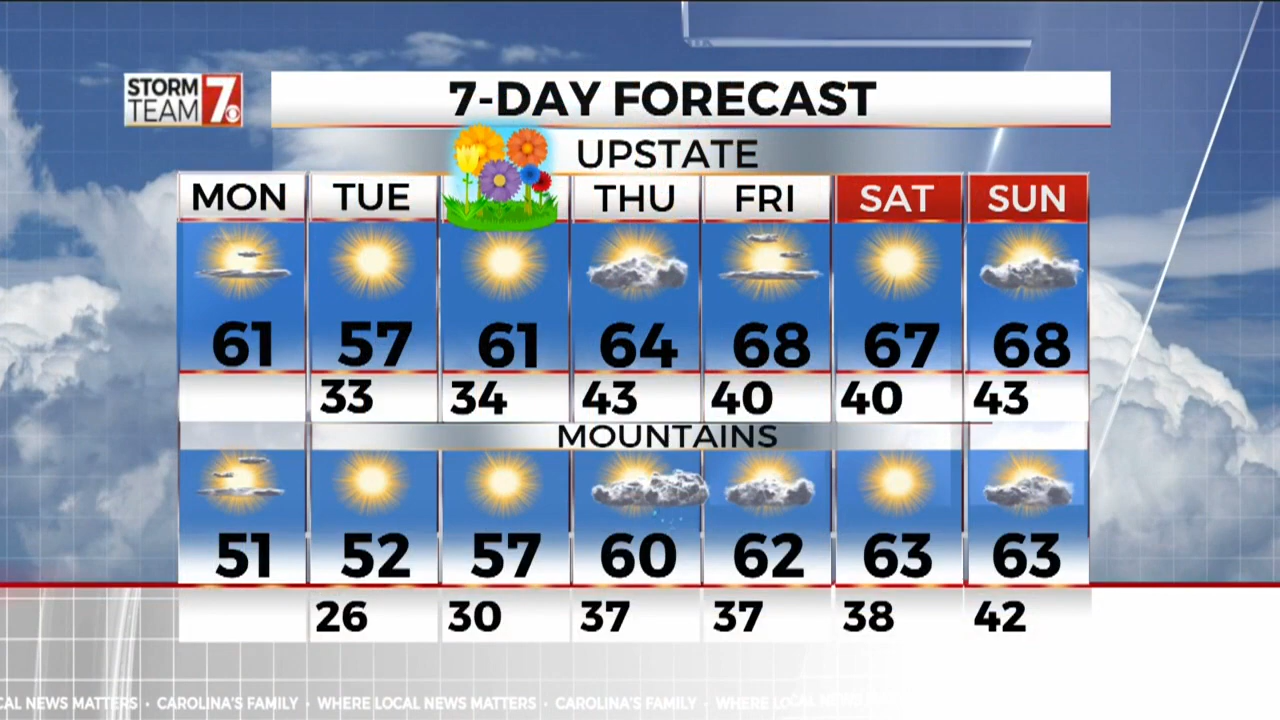 STORM
TEAM 7
7-DAY FORECAST
UPSTATE
MON TUE THU FRI SAT SUN
61 57 61 64 68 67 68
33 34 43 40 40 43
MOUNTAINS
51 52 57 60 62 63 63
26 30 37 37 38 42
CAL NEWS MATTERS · CAROLINA'S FAMILY · WHERE LOCAL NEWS MATTERS · CAROLINA'S FAMILY · WHERE